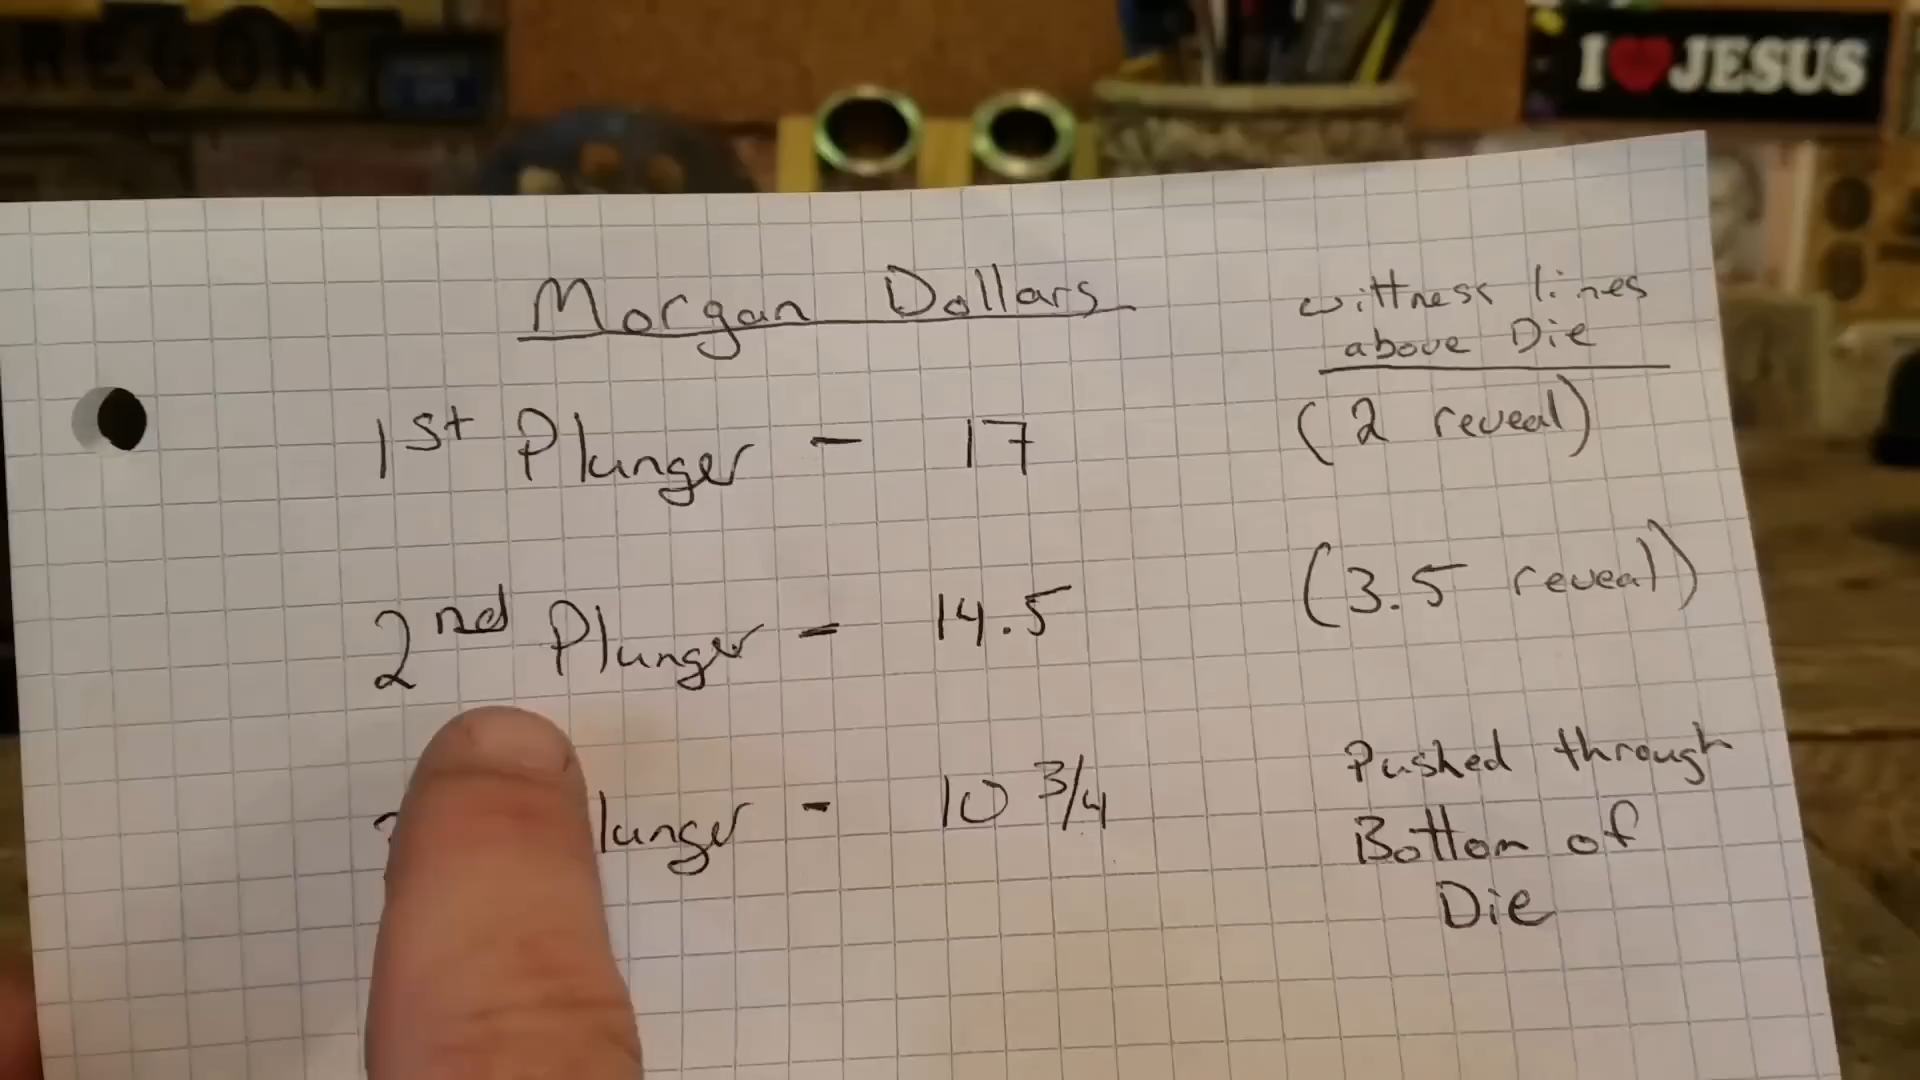 OREGON
I ❤ JESUS
Morgan Dollars
wittness lines
above Die
1st Plunger - 17
(2 reveal)
2nd Plunger - 14.5
(3.5 reveal)
lunger - 10 3/4
Pushed through
Bottom of
Die